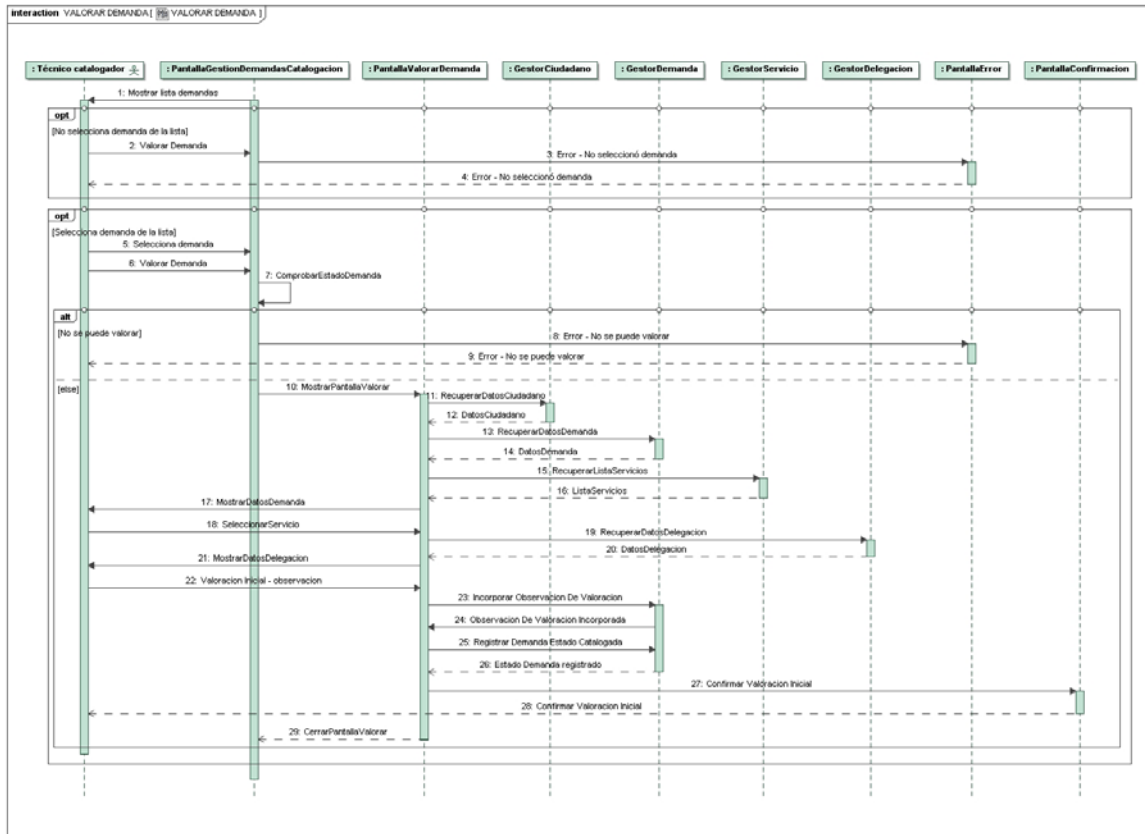 interaction VALORAR DEMANDA [ VALORAR DEMANDA ]
: Técnico catalogador
: PantallaGestionDemandasCatalogacion
: PantallaValorarDemanda
: GestorCiudadano
: GestorDemanda
: GestorServicio
: GestorDelegacion
: PantallaError
: PantallaConfirmacion
1: Mostrar lista demandas
opt
[No selecciona demanda de la lista]
2: Valorar Demanda
3: Error - No seleccionó demanda
4: Error - No seleccionó demanda
opt
[Selecciona demanda de la lista]
5: Selecciona demanda
6: Valorar Demanda
7: ComprobarEstadoDemanda
alt
[No se puede valorar]
8: Error - No se puede valorar
9: Error - No se puede valorar
[else]
10: MostrarPantallaValorar
11: RecuperarDatosCiudadano
12: DatosCiudadano
13: RecuperarDatosDemanda
14: DatosDemanda
15: RecuperarListaServicios
16: ListaServicios
17: MostrarDatosDemanda
18: SeleccionarServicio
19: RecuperarDatosDelegacion
20: DatosDelegacion
21: MostrarDatosDelegacion
22: Valoracion Inicial - observacion
23: Incorporar Observacion De Valoracion
24: Observacion De Valoracion Incorporada
25: Registrar Demanda Estado Catalogada
26: Estado Demanda registrado
27: Confirmar Valoracion Inicial
28: Confirmar Valoracion Inicial
29: CerrarPantallaValorar